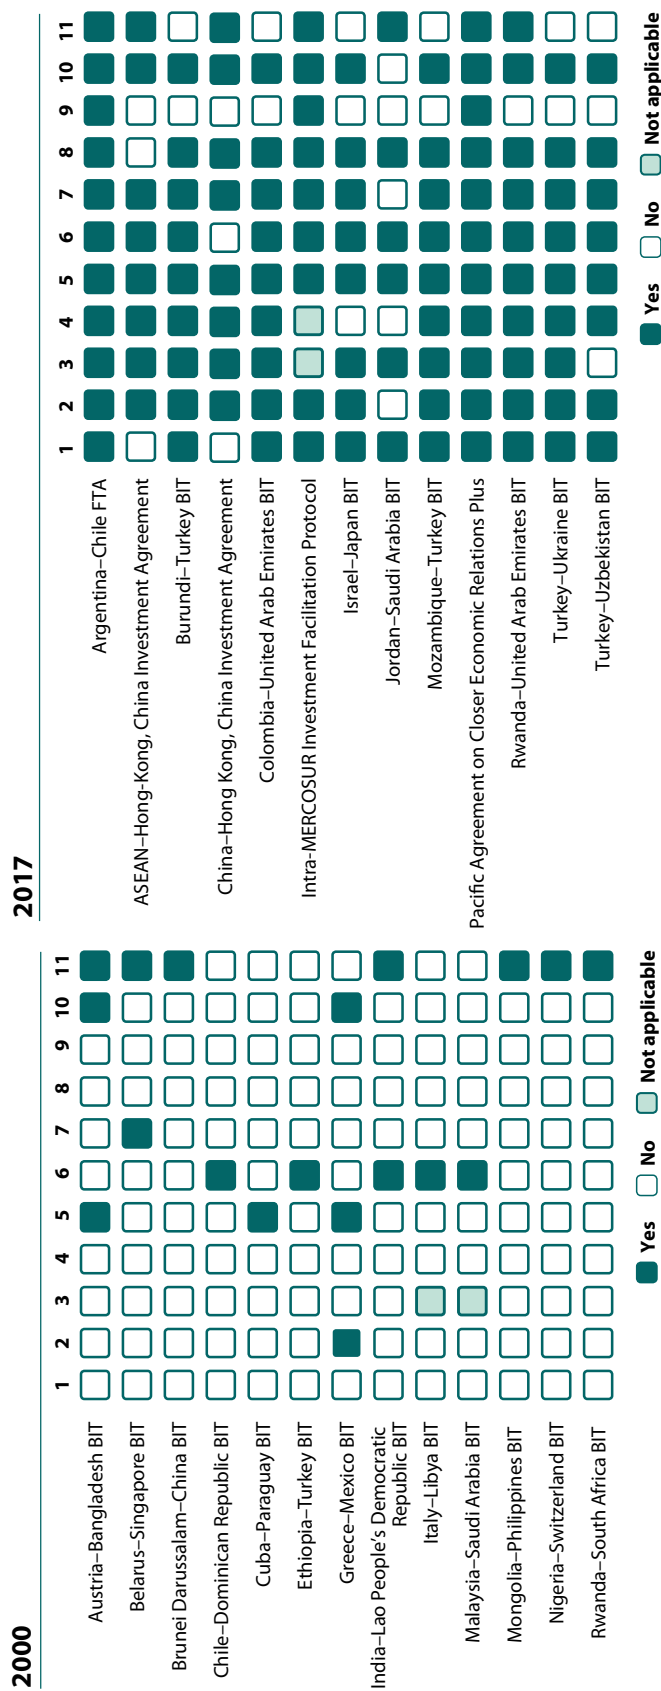 2000
1 2 3 4 5 6 7 8 9 10 11
Austria–Bangladesh BIT
Belarus–Singapore BIT
Brunei Darussalam–China BIT
Chile–Dominican Republic BIT
Cuba–Paraguay BIT
Ethiopia–Turkey BIT
Greece–Mexico BIT
India–Lao People's Democratic
Republic BIT
Italy–Libya BIT
Malaysia–Saudi Arabia BIT
Mongolia–Philippines BIT
Nigeria–Switzerland BIT
Rwanda–South Africa BIT
Yes No Not applicable
2017
1 2 3 4 5 6 7 8 9 10 11
Argentina–Chile FTA
ASEAN–Hong-Kong, China Investment Agreement
Burundi–Turkey BIT
China–Hong Kong, China Investment Agreement
Colombia–United Arab Emirates BIT
Intra-MERCOSUR Investment Facilitation Protocol
Israel–Japan BIT
Jordan–Saudi Arabia BIT
Mozambique–Turkey BIT
Pacific Agreement on Closer Economic Relations Plus
Rwanda–United Arab Emirates BIT
Turkey–Ukraine BIT
Turkey–Uzbekistan BIT
Yes No Not applicable